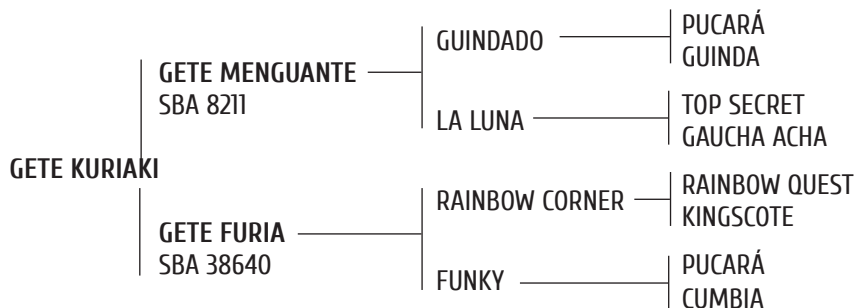 GETE KURIAKI
GETE MENGUANTE
SBA 8211
GETE FURIA
SBA 38640
GUINDADO
LA LUNA
RAINBOW CORNER
FUNKY
PUCARÁ
GUINDA
TOP SECRET
GAUCHA ACHA
RAINBOW QUEST
KINGSCOTE
PUCARÁ
CUMBIA